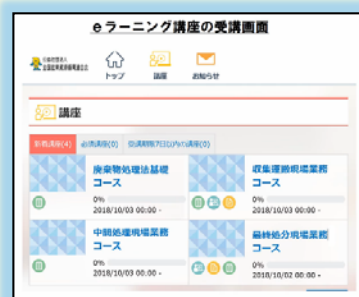 eラーニング講座の受講画面
公益社団法人
全国産業資源循環連合会
トップ
講座
お知らせ
講座
新着講座(4) 必須講座(0) 受講期限7日以内の講座(0)
廃棄物処理法基礎
コース
0%
2018/10/03 00:00 -
収集運搬現場業務
コース
0%
2018/10/03 00:00 -
中間処理現場業務
コース
0%
2018/10/03 00:00 -
最終処分現場業務
コース
0%
2018/10/02 00:00 -